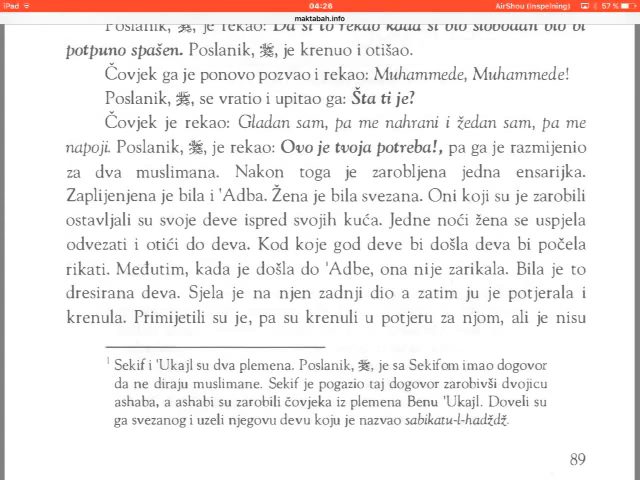 iPad
04:26
AirShou (Inspelning)
57 %
maktabah.info
Poslanik, ﷺ, je rekao: Da si to rekao kada si bio slobodan bio bi
potpuno spašen. Poslanik, ﷺ, je krenuo i otišao.
Čovjek ga je ponovo pozvao i rekao: Muhammede, Muhammede!
Poslanik, ﷺ, se vratio i upitao ga: Šta ti je?
Čovjek je rekao: Gladan sam, pa me nahrani i žedan sam, pa me
napoji. Poslanik, ﷺ, je rekao: Ovo je tvoja potreba!, pa ga je razmijenio
za dva muslimana. Nakon toga je zarobljena jedna ensarijka.
Zaplijenjena je bila i 'Adba. Žena je bila svezana. Oni koji su je zarobili
ostavljali su svoje deve ispred svojih kuća. Jedne noći žena se uspjela
odvezati i otići do deva. Kod koje god deve bi došla deva bi počela
rikati. Međutim, kada je došla do 'Adbe, ona nije zarikala. Bila je to
dresirana deva. Sjela je na njen zadnji dio a zatim ju je potjerala i
krenula. Primijetili su je, pa su krenuli u potjeru za njom, ali je nisu
1 Sekif i 'Ukajl su dva plemena. Poslanik, ﷺ, je sa Sekifom imao dogovor
da ne diraju muslimane. Sekif je pogazio taj dogovor zarobivši dvojicu
ashaba, a ashabi su zarobili čovjeka iz plemena Benu 'Ukajl. Doveli su
ga svezanog i uzeli njegovu devu koju je nazvao sabikatu-l-hadždž.
89